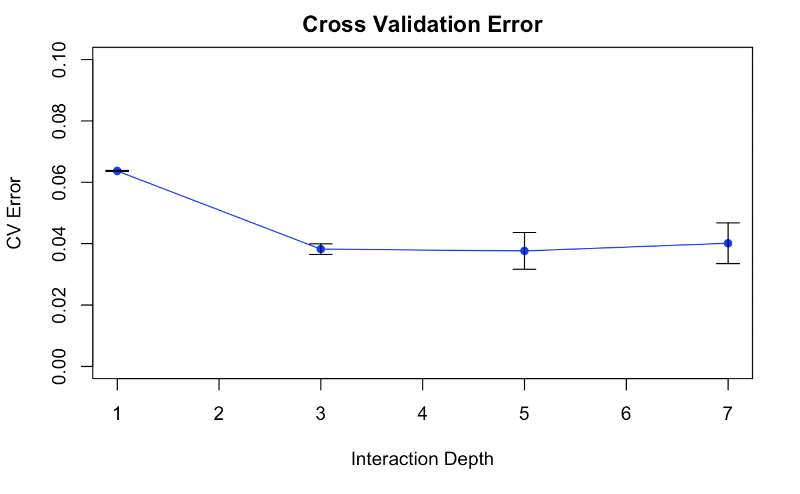 Cross Validation Error
CV Error
0.10
0.08
0.06
0.04
0.02
0.00
1 2 3 4 5 6 7
Interaction Depth